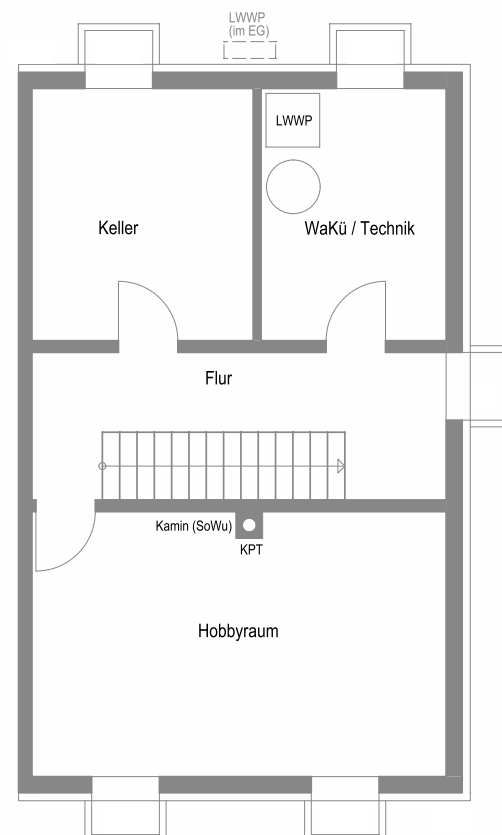 LWWP
(im EG)
LWWP
Keller
WaKü / Technik
Flur
Kamin (SoWu)
KPT
Hobbyraum